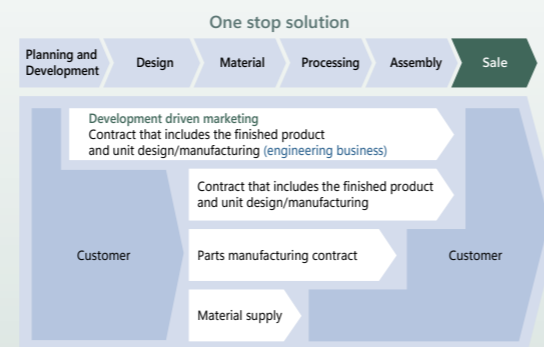 One stop solution
Planning and
Development
Design
Material
Processing
Assembly
Sale
Development driven marketing
Contract that includes the finished product
and unit design/manufacturing (engineering business)
Contract that includes the finished product
and unit design/manufacturing
Customer
Parts manufacturing contract
Customer
Material supply